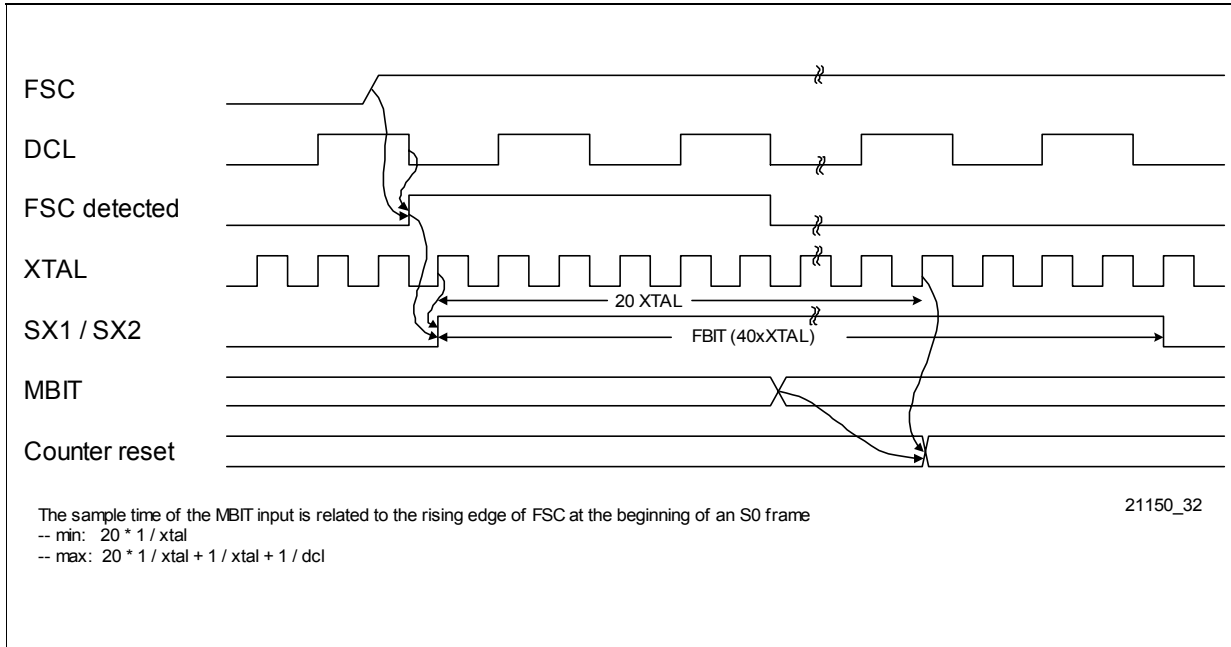 FSC
DCL
FSC detected
XTAL
20 XTAL
SX1 / SX2
FBIT (40xXTAL)
MBIT
Counter reset
The sample time of the MBIT input is related to the rising edge of FSC at the beginning of an S0 frame
-- min: 20 * 1 / xtal
-- max: 20 * 1 / xtal + 1 / xtal + 1 / dcl
21150_32